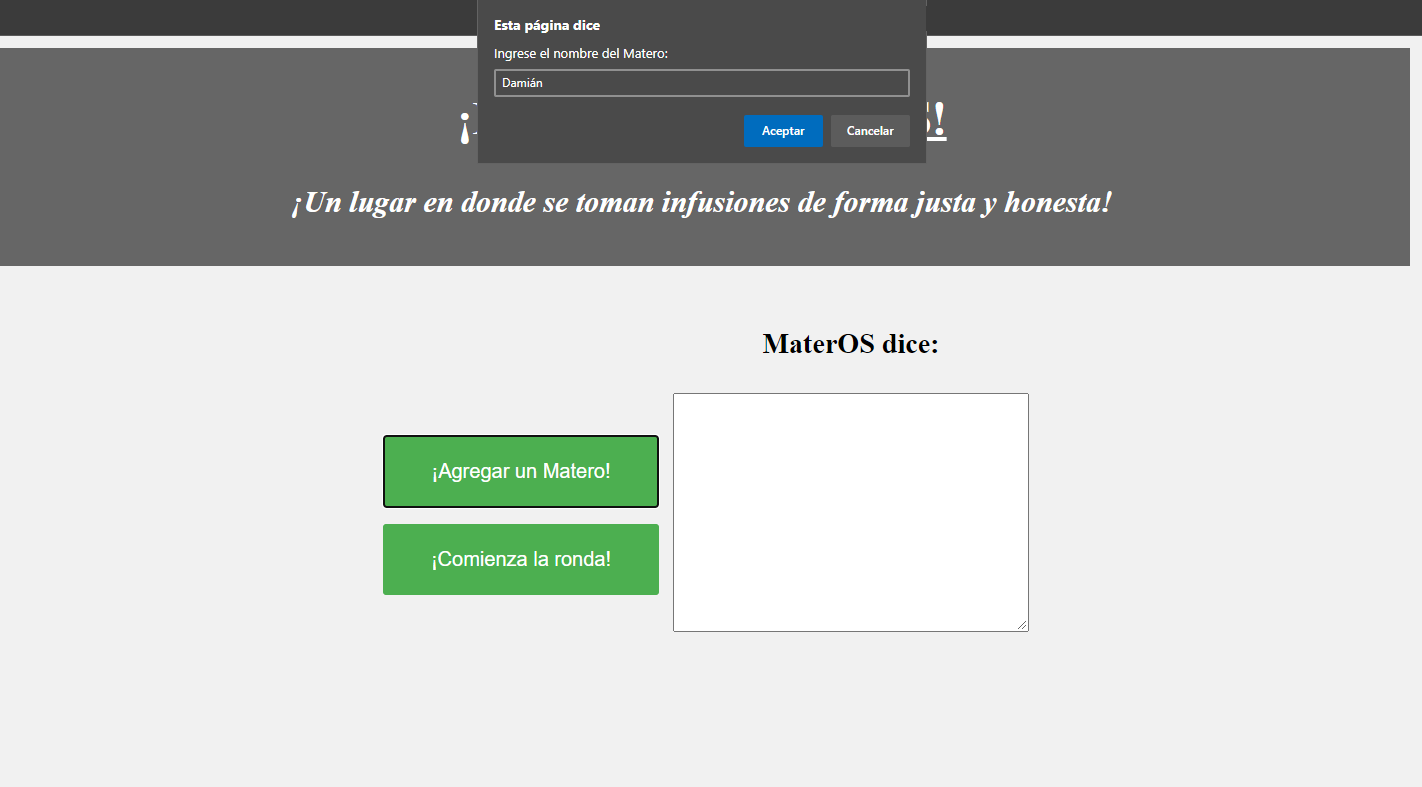 Esta página dice
Ingrese el nombre del Matero:
Damián
Aceptar Cancelar
¡Un lugar en donde se toman infusiones de forma justa y honesta!
MaterOS dice:
¡Agregar un Matero!
¡Comienza la ronda!